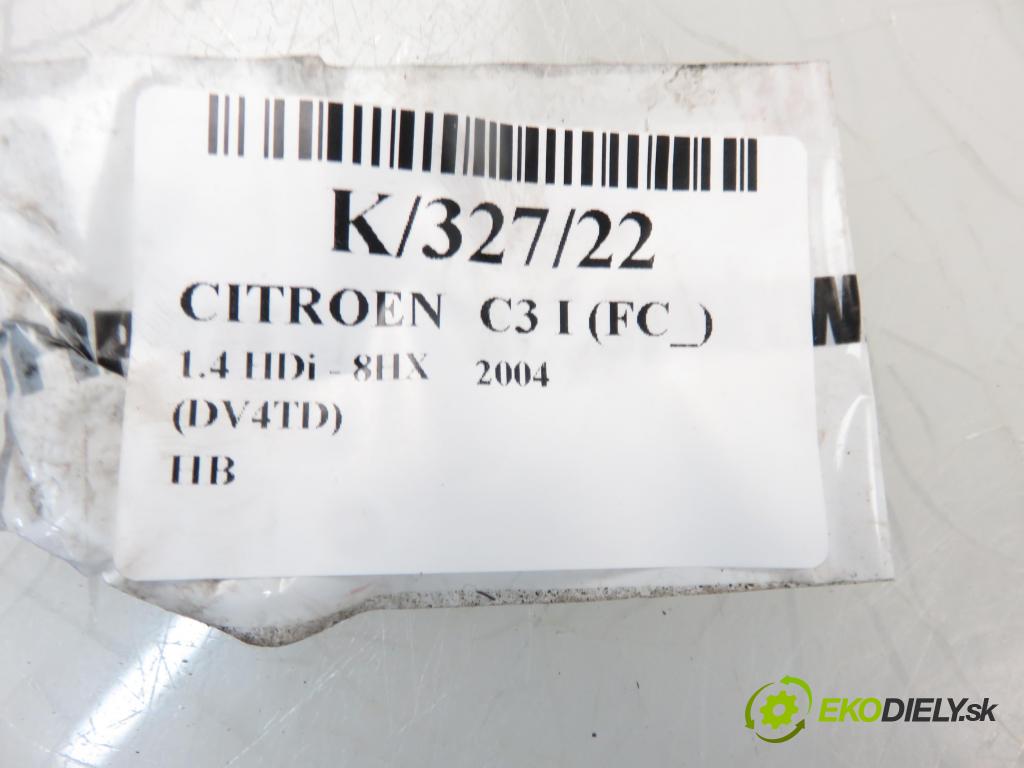 K/327/22
CITROEN C3 I (FC_)
1.4 HDi - 8HX 2004
(DV4TD)
HB
N
EKODIELY.sk